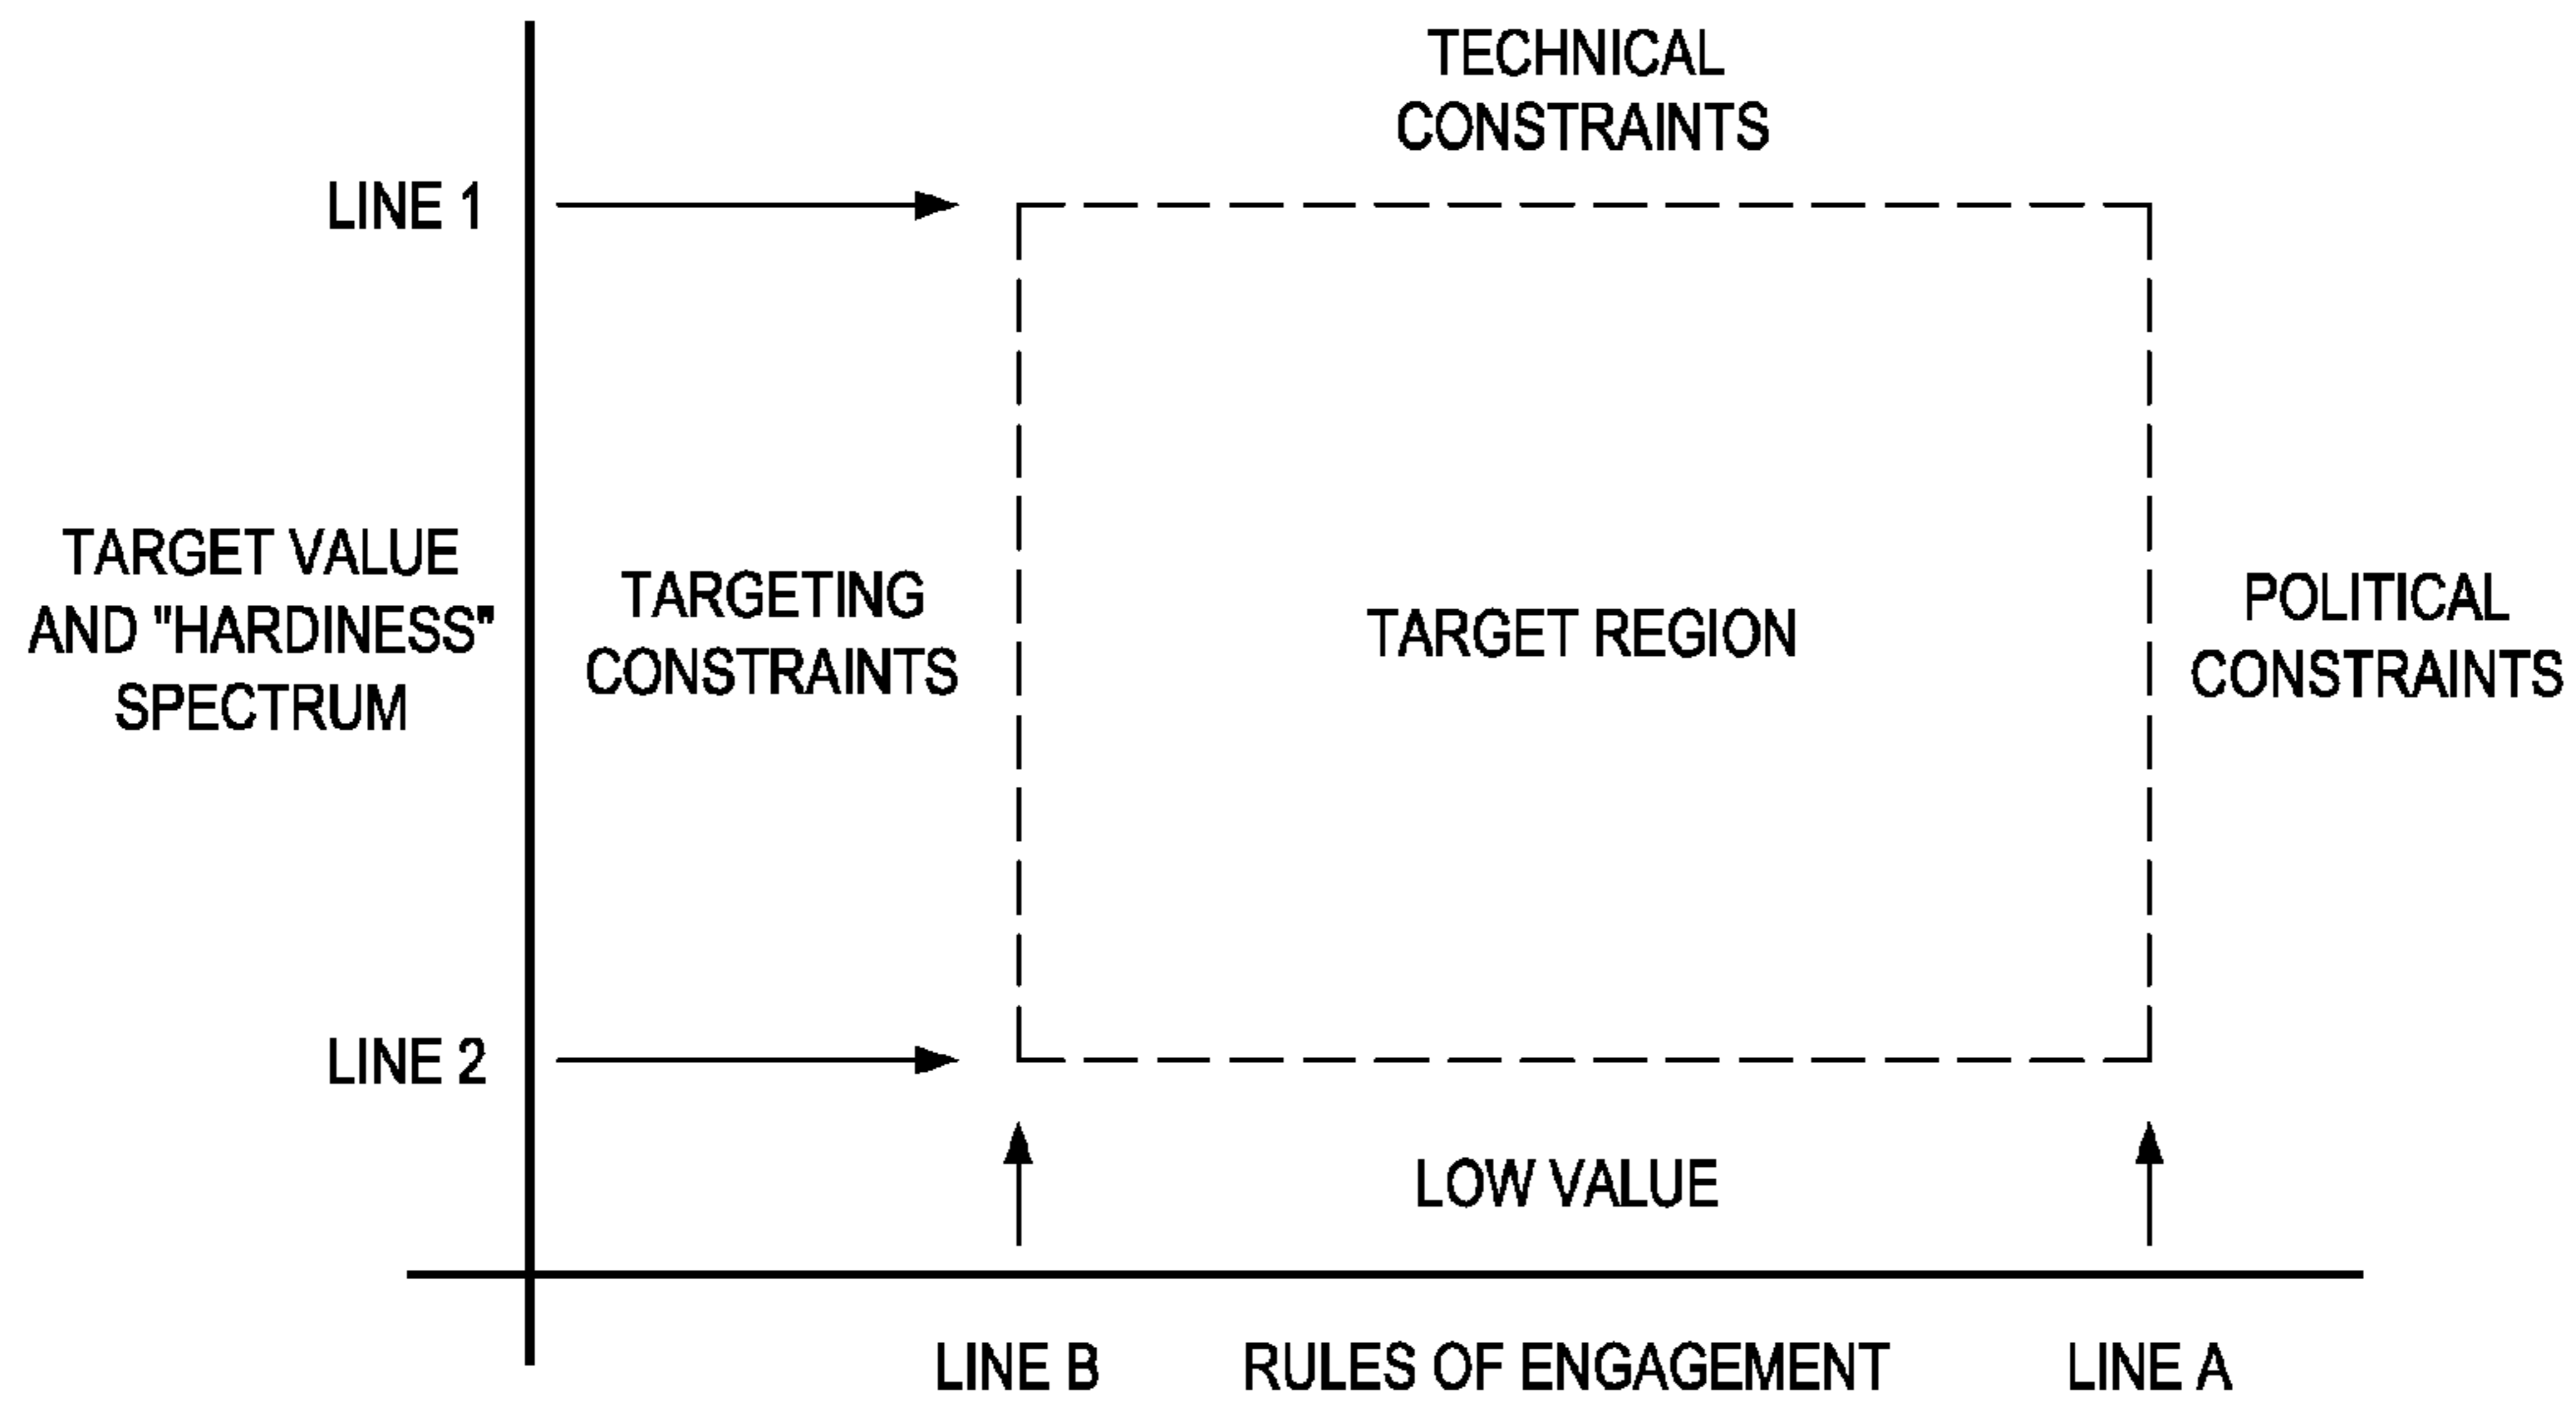 TECHNICAL
CONSTRAINTS
LINE 1
TARGET VALUE
AND "HARDINESS"
SPECTRUM
TARGETING
CONSTRAINTS
TARGET REGION
POLITICAL
CONSTRAINTS
LINE 2
LOW VALUE
LINE B
RULES OF ENGAGEMENT
LINE A